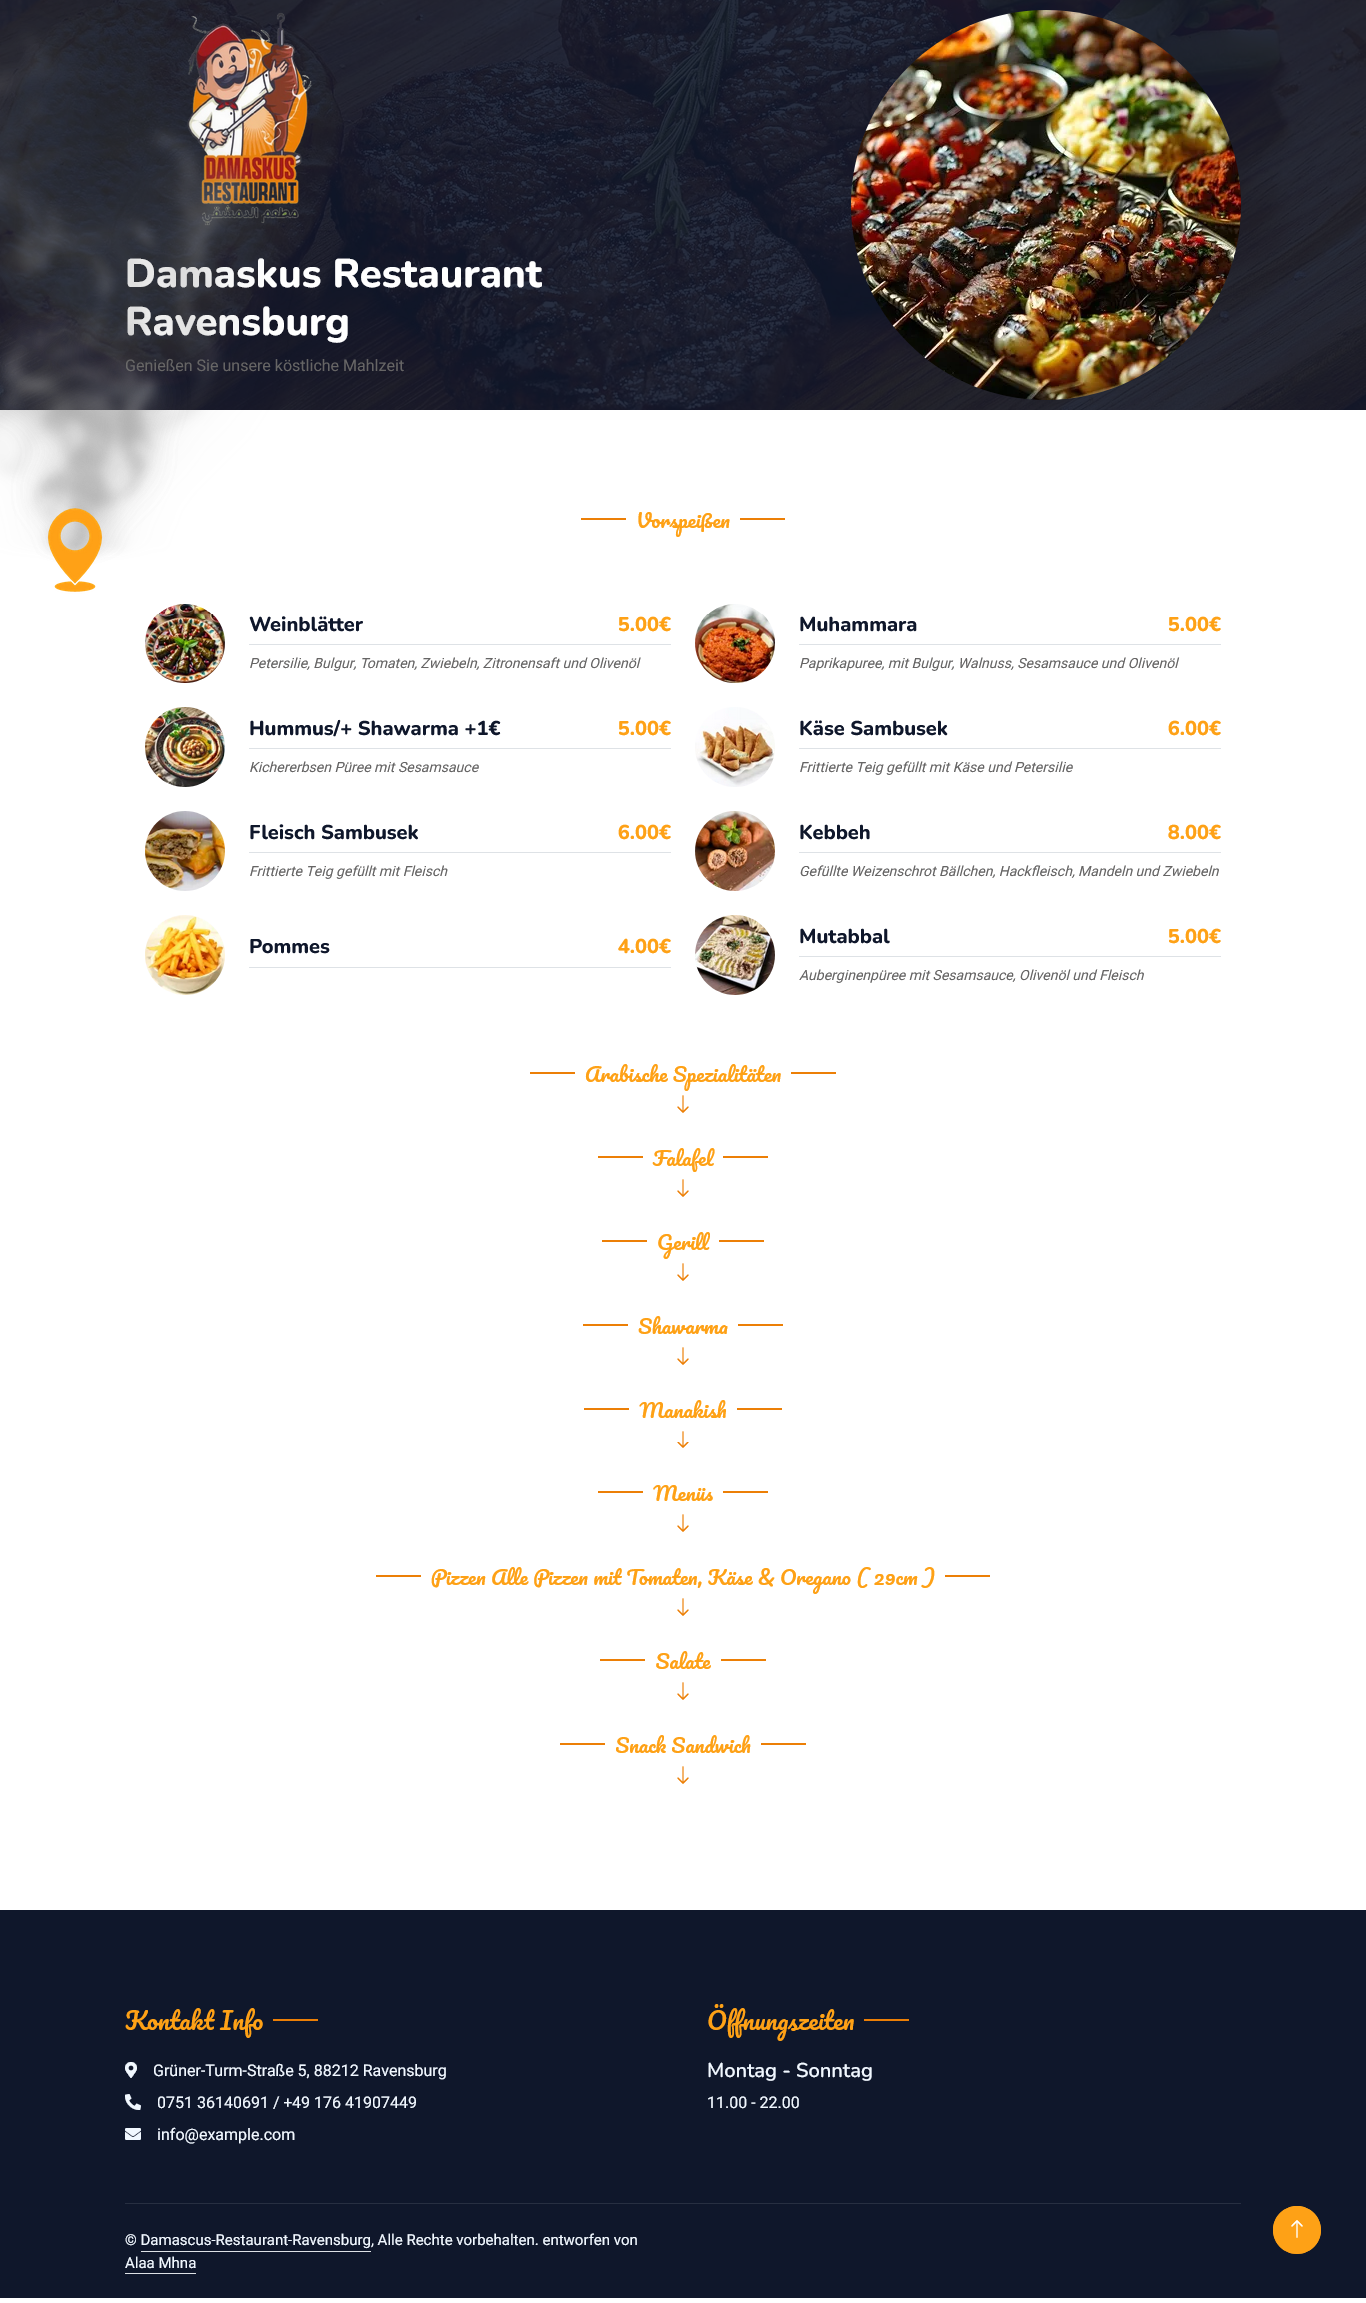 DAMASKUS
RESTAURANT
مطعم الدمشقي
Damaskus Restaurant
Ravensburg
Genießen Sie unsere köstliche Mahlzeit
Vorspeißen
Weinblätter 5.00€
Petersilie, Bulgur, Tomaten, Zwiebeln, Zitronensaft und Olivenöl
Muhammara 5.00€
Paprikapuree, mit Bulgur, Walnuss, Sesamsauce und Olivenöl
Hummus/+ Shawarma +1€ 5.00€
Kichererbsen Püree mit Sesamsauce
Käse Sambusek 6.00€
Frittierte Teig gefüllt mit Käse und Petersilie
Fleisch Sambusek 6.00€
Frittierte Teig gefüllt mit Fleisch
Kebbeh 8.00€
Gefüllte Weizenschrot Bällchen, Hackfleisch, Mandeln und Zwiebeln
Pommes 4.00€
Mutabbal 5.00€
Auberginenpüree mit Sesamsauce, Olivenöl und Fleisch
Arabische Spezialitäten
Falafel
Gerill
Shawarma
Manakish
Menüs
Pizzen Alle Pizzen mit Tomaten, Käse & Oregano ( 29cm )
Salate
Snack Sandwich
Kontakt Info
Grüner-Turm-Straße 5, 88212 Ravensburg
0751 36140691 / +49 176 41907449
info@example.com
Öffnungszeiten
Montag - Sonntag
11.00 - 22.00
© Damascus-Restaurant-Ravensburg, Alle Rechte vorbehalten. entworfen von
Alaa Mhna